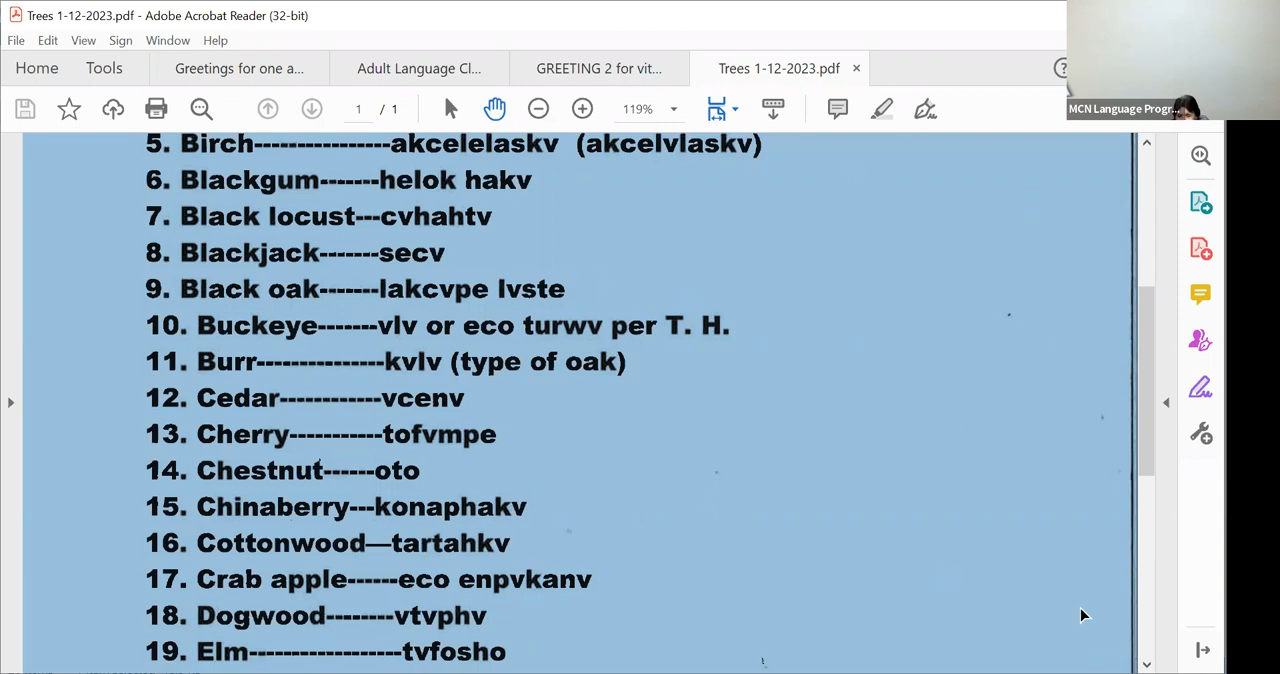 Trees 1-12-2023.pdf - Adobe Acrobat Reader (32-bit)
File Edit View Sign Window Help
Home Tools Greetings for one a... Adult Language Cl... GREETING 2 for vit... Trees 1-12-2023.pdf ×
1 / 1 119%
MCN Language Progr...
5. Birch----------------akcelelaskv (akcelvlaskv)
6. Blackgum-------helok hakv
7. Black locust---cvhahtv
8. Blackjack-------secv
9. Black oak-------lakcvpe lvste
10. Buckeye-------vlv or eco turwv per T. H.
11. Burr---------------kvlv (type of oak)
12. Cedar------------vcenv
13. Cherry-----------tofvmpe
14. Chestnut------oto
15. Chinaberry---konaphakv
16. Cottonwood—tartahkv
17. Crab apple------eco enpvkanv
18. Dogwood--------vtvphv
19. Elm------------------tvfosho